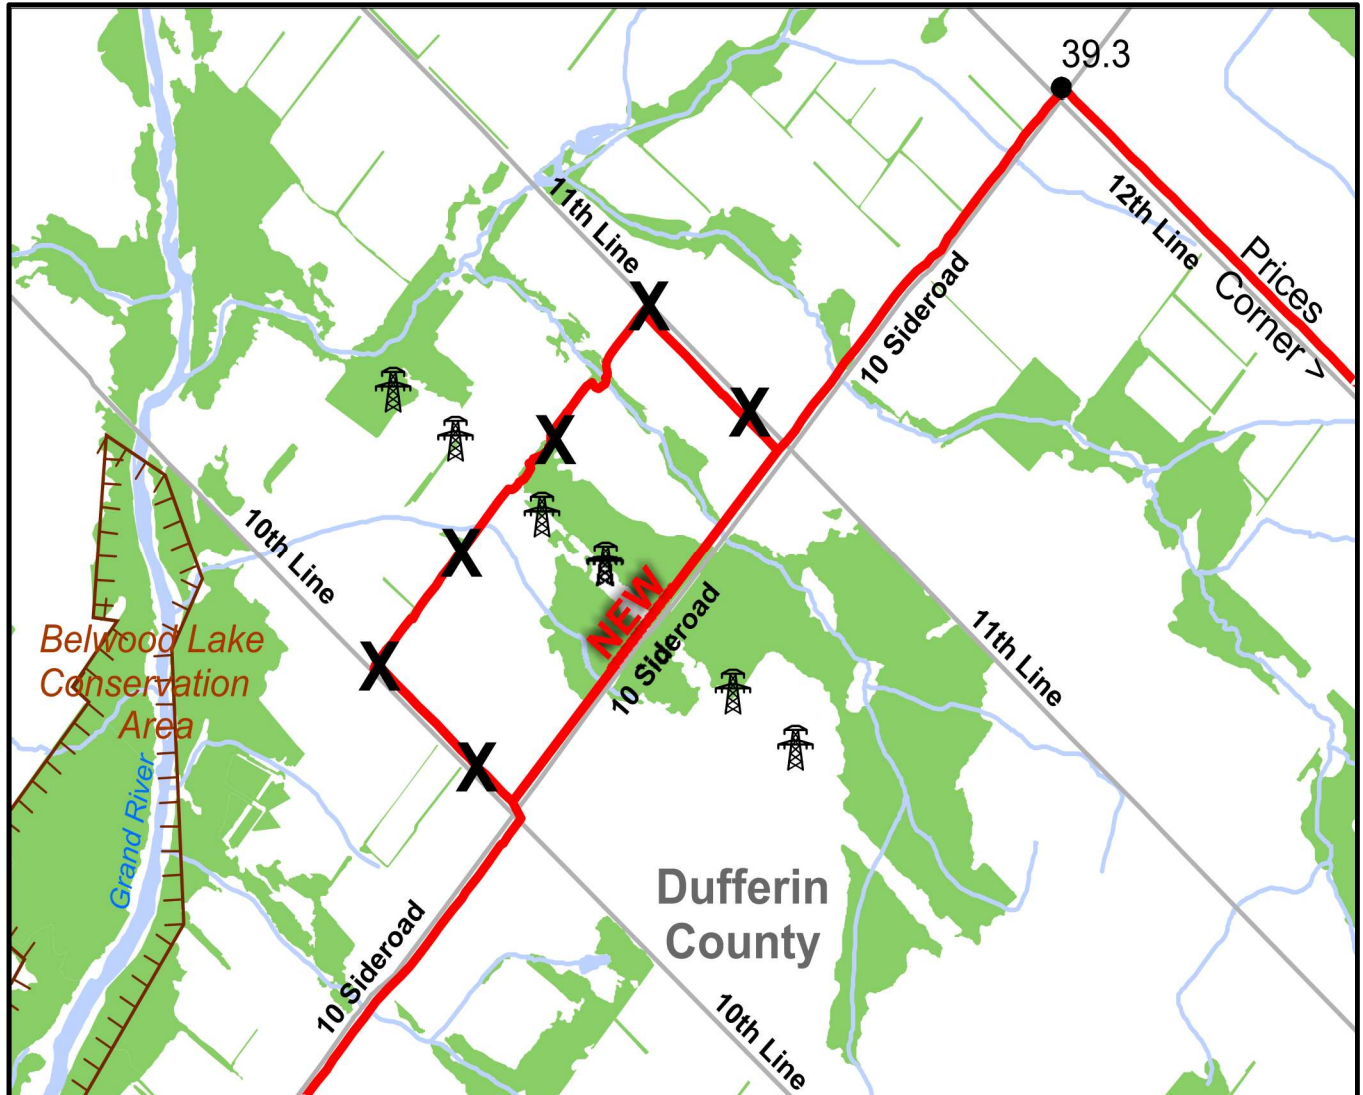 39.3
11th Line
12th Line
Prices
Corner >
10 Sideroad
X
X
X
X
X
X
10th Line
NEW
10 Sideroad
11th Line
Belwood Lake
Conservation
Area
Grand River
Dufferin
County
10 Sideroad
10th Line